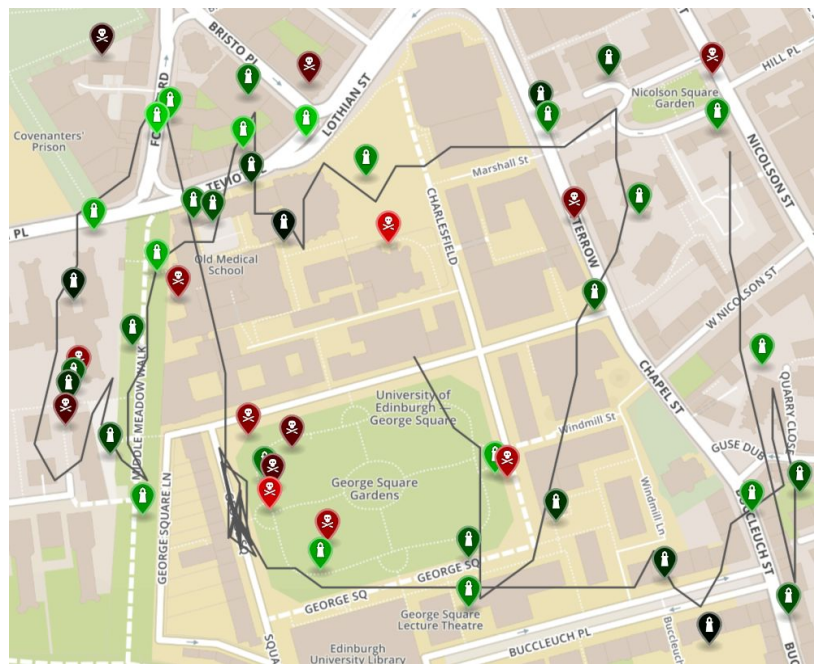 BRISTO PL
LOTHIAN ST
Covenanters'
Prison
Nicolson Square
Garden
HILL PL
NICOLSON ST
Marshall St
CHARLESFIELD
PL
Old Medical
School
W NICOLSON ST
CHAPEL ST
MIDDLE MEADOW WALK
University of
Edinburgh —
George Square
Windmill St
QUARRY CLOSE
GUSE DUB
George Square
Gardens
Windmill Ln
GEORGE SQUARE LN
BUCCLEUCH ST
GEORGE SQ
GEORGE SQ
George Square
Lecture Theatre
BUCCLEUCH PL
Edinburgh
University Library
Buccleuch